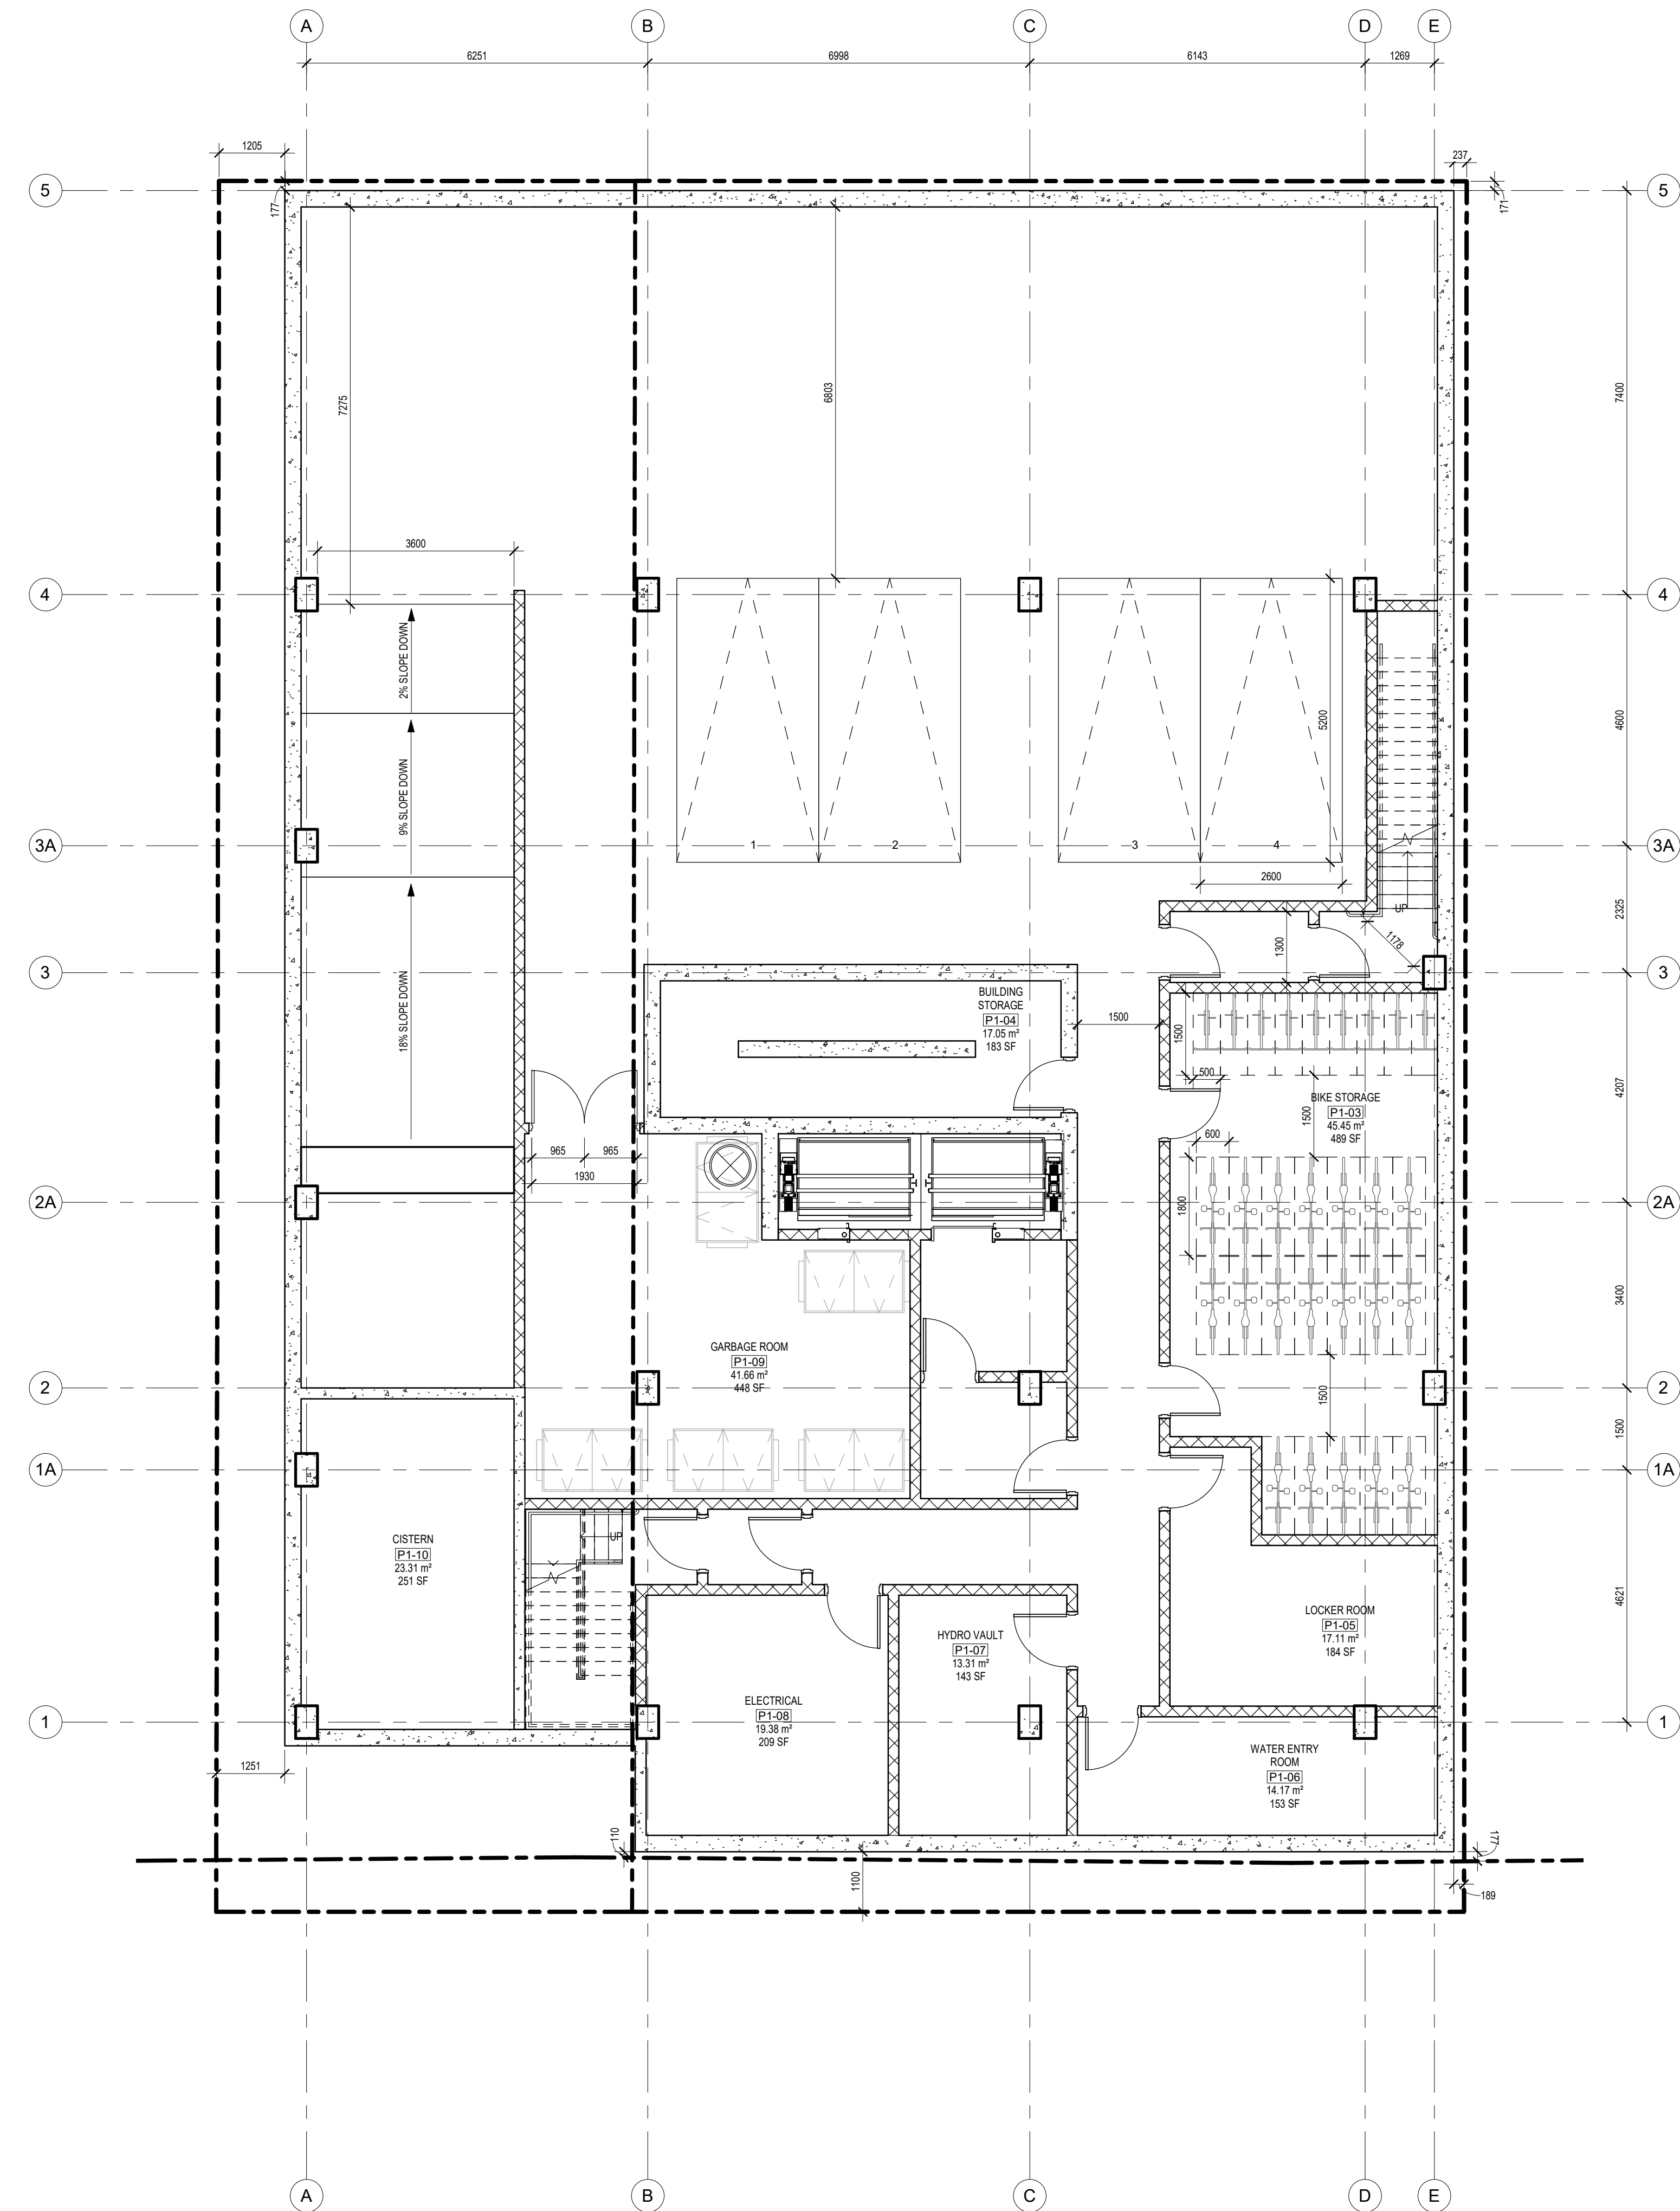 A
B
C
D
E
6251
6998
6143
1269
1205
237
5
177
171
5
7275
6803
7400
3600
4
4
2% SLOPE DOWN
9% SLOPE DOWN
18% SLOPE DOWN
5200
4600
3A
1
2
3
4
3A
2600
UP
1300
1178
2325
3
3
BUILDING
STORAGE
P1-04
17.05 m²
183 SF
1500
1500
500
BIKE STORAGE
P1-03
45.45 m²
489 SF
1500
4207
600
965
965
1930
1800
2A
2A
3400
GARBAGE ROOM
P1-09
41.66 m²
448 SF
2
2
1500
1500
1A
1A
CISTERN
P1-10
23.31 m²
251 SF
UP
4621
LOCKER ROOM
P1-05
17.11 m²
184 SF
HYDRO VAULT
P1-07
13.31 m²
143 SF
ELECTRICAL
P1-08
19.38 m²
209 SF
1
1
WATER ENTRY
ROOM
P1-06
14.17 m²
153 SF
1251
110
177
1100
189
A
B
C
D
E